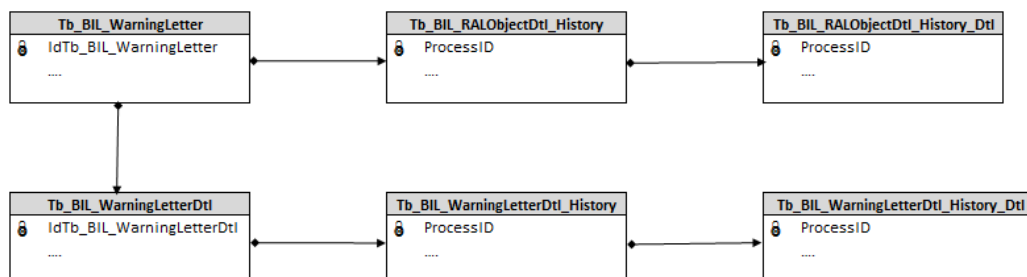 Tb_BIL_WarningLetter
IdTb_BIL_WarningLetter
....
Tb_BIL_RALObjectDtl_History
ProcessID
....
Tb_BIL_RALObjectDtl_History_Dtl
ProcessID
....
Tb_BIL_WarningLetterDtl
IdTb_BIL_WarningLetterDtl
....
Tb_BIL_WarningLetterDtl_History
ProcessID
....
Tb_BIL_WarningLetterDtl_History_Dtl
ProcessID
....